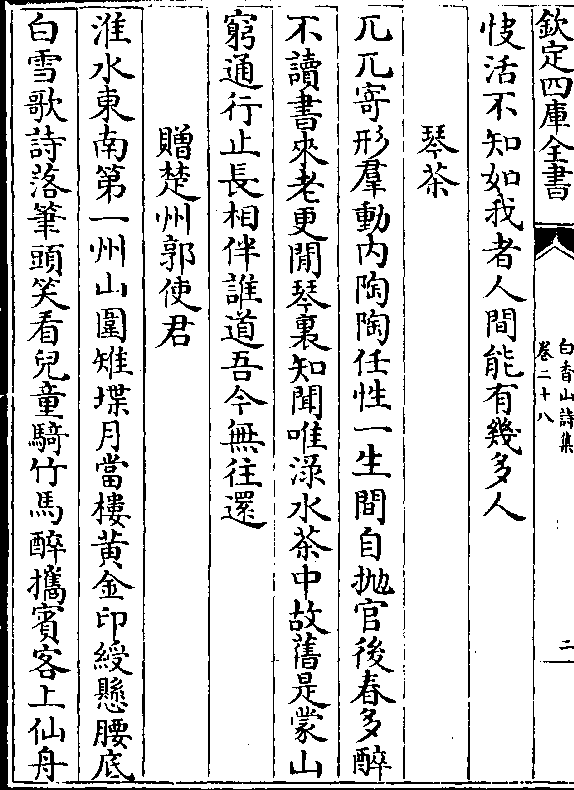 欽定四庫全書
白香山詩集
卷二十八
二
快活不知如我者人間能有幾多人
琴茶
兀兀寄形羣動内陶陶任性一生間自抛官後春多醉
不讀書來老更閒琴裏知聞唯渌水茶中故舊是蒙山
窮通行止長相伴誰道吾今無往還
贈楚州郭使君
淮水東南第一州山圍雉堞月當樓黄金印綬懸腰底
白雪歌詩落筆頭笑看兒童騎竹馬醉攜賓客上仙舟